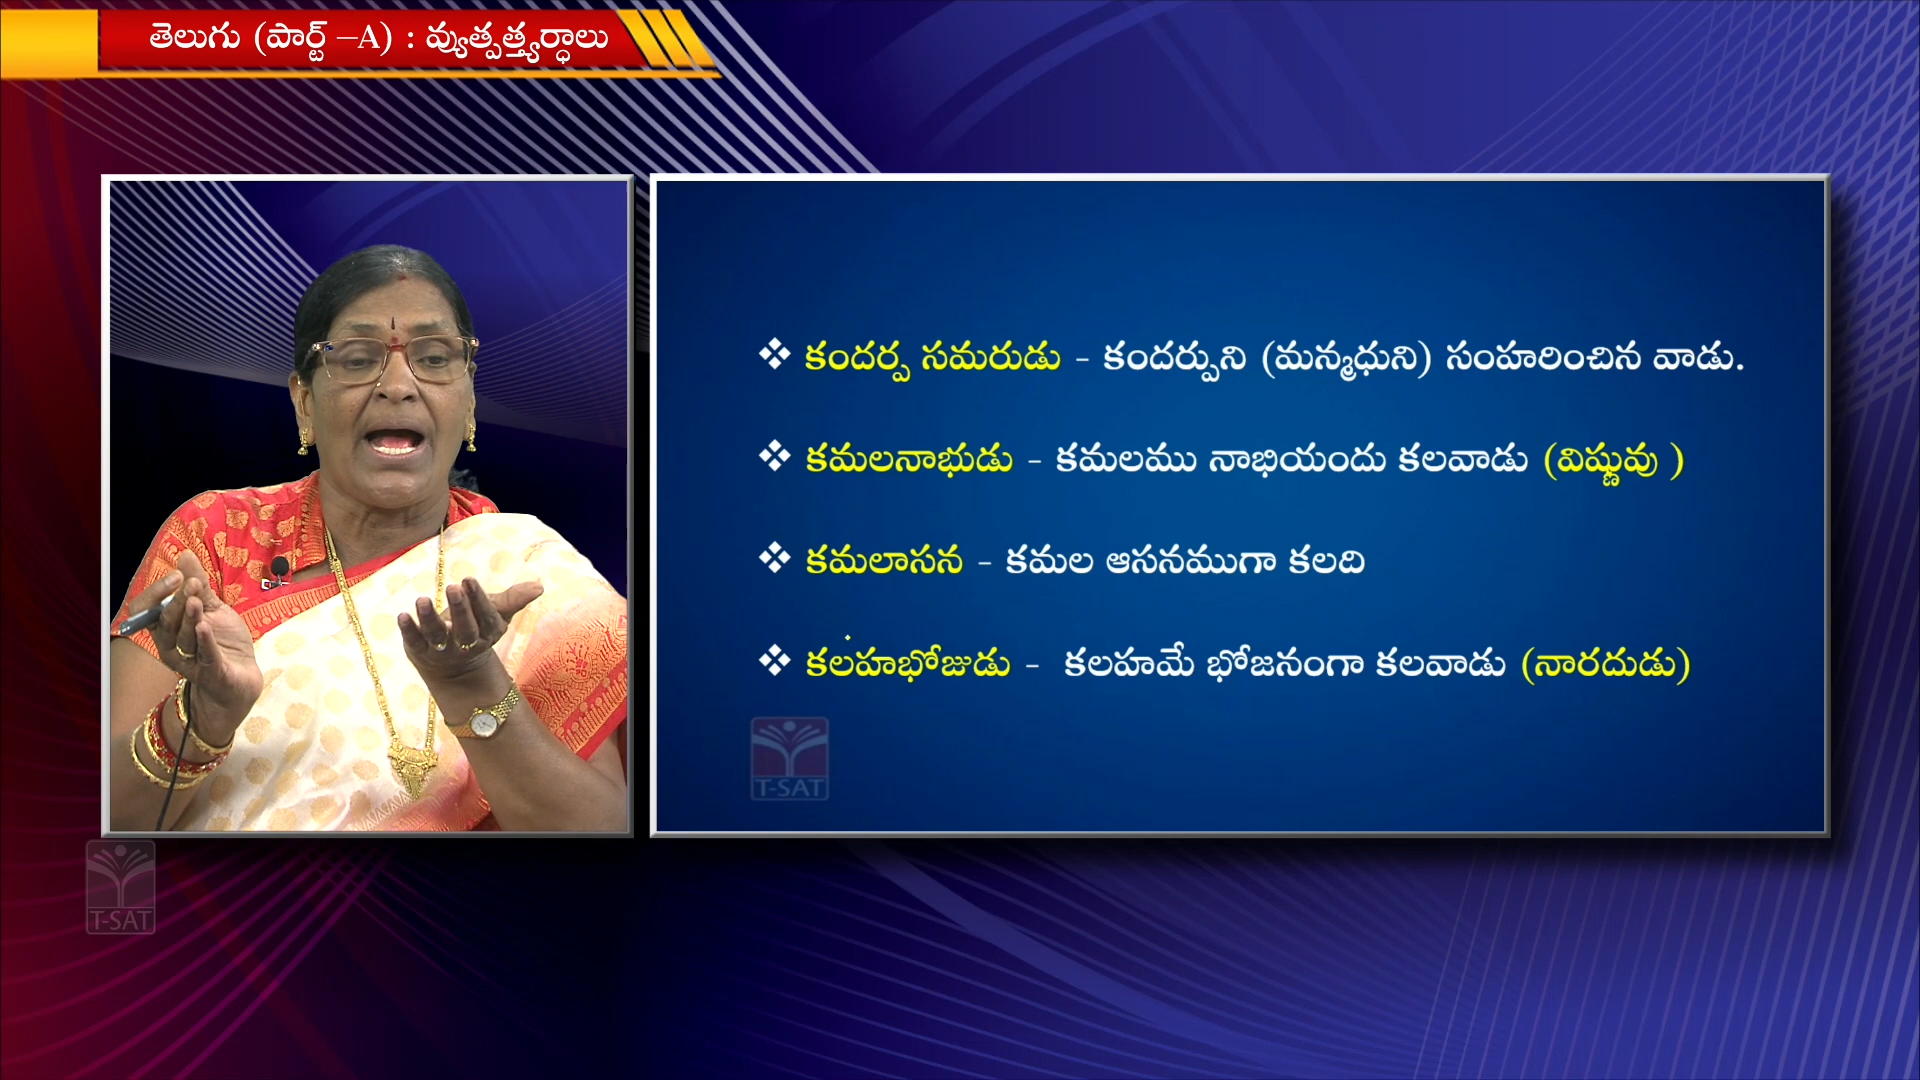 తెలుగు (పార్ట్ –A) : వ్యుత్పత్త్యర్థాలు
❖ కందర్ప సమరుడు - కందర్పుని (మన్మధుని) సంహరించిన వాడు.
❖ కమలనాభుడు - కమలము నాభియందు కలవాడు (విష్ణువు )
❖ కమలాసన - కమల ఆసనముగా కలది
❖ కలహభోజుడు - కలహమే భోజనంగా కలవాడు (నారదుడు)
T-SAT
T-SAT